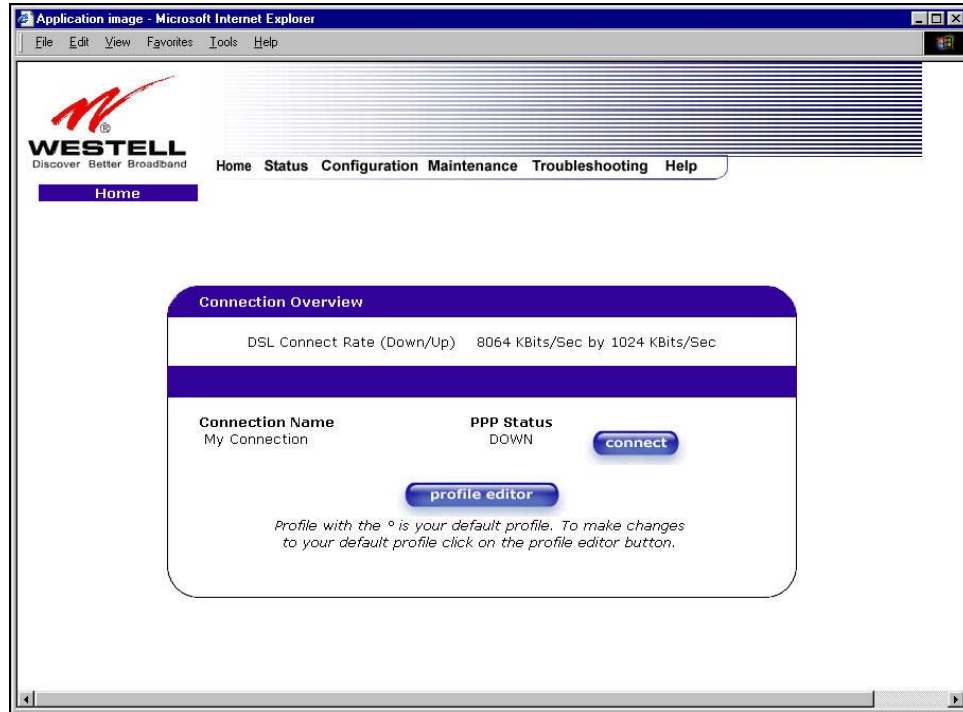 Application image - Microsoft Internet Explorer
File Edit View Favorites Tools Help
®
WESTELL
Discover Better Broadband
Home Status Configuration Maintenance Troubleshooting Help
Home
Connection Overview
DSL Connect Rate (Down/Up) 8064 KBits/Sec by 1024 KBits/Sec
Connection Name PPP Status
My Connection DOWN connect
profile editor
Profile with the º is your default profile. To make changes
to your default profile click on the profile editor button.